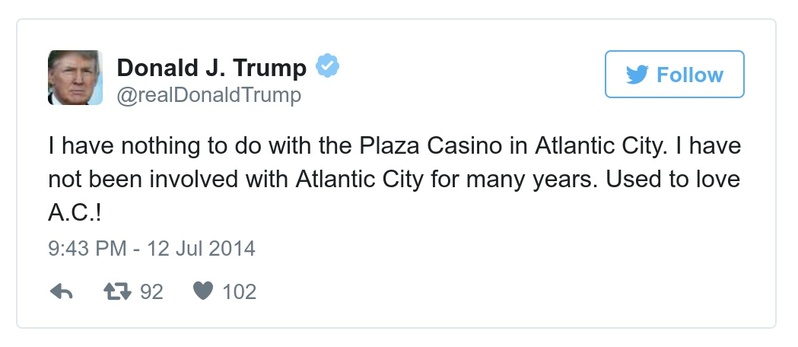 Donald J. Trump
@realDonaldTrump
Follow
I have nothing to do with the Plaza Casino in Atlantic City. I have
not been involved with Atlantic City for many years. Used to love
A.C.!
9:43 PM - 12 Jul 2014
92 102